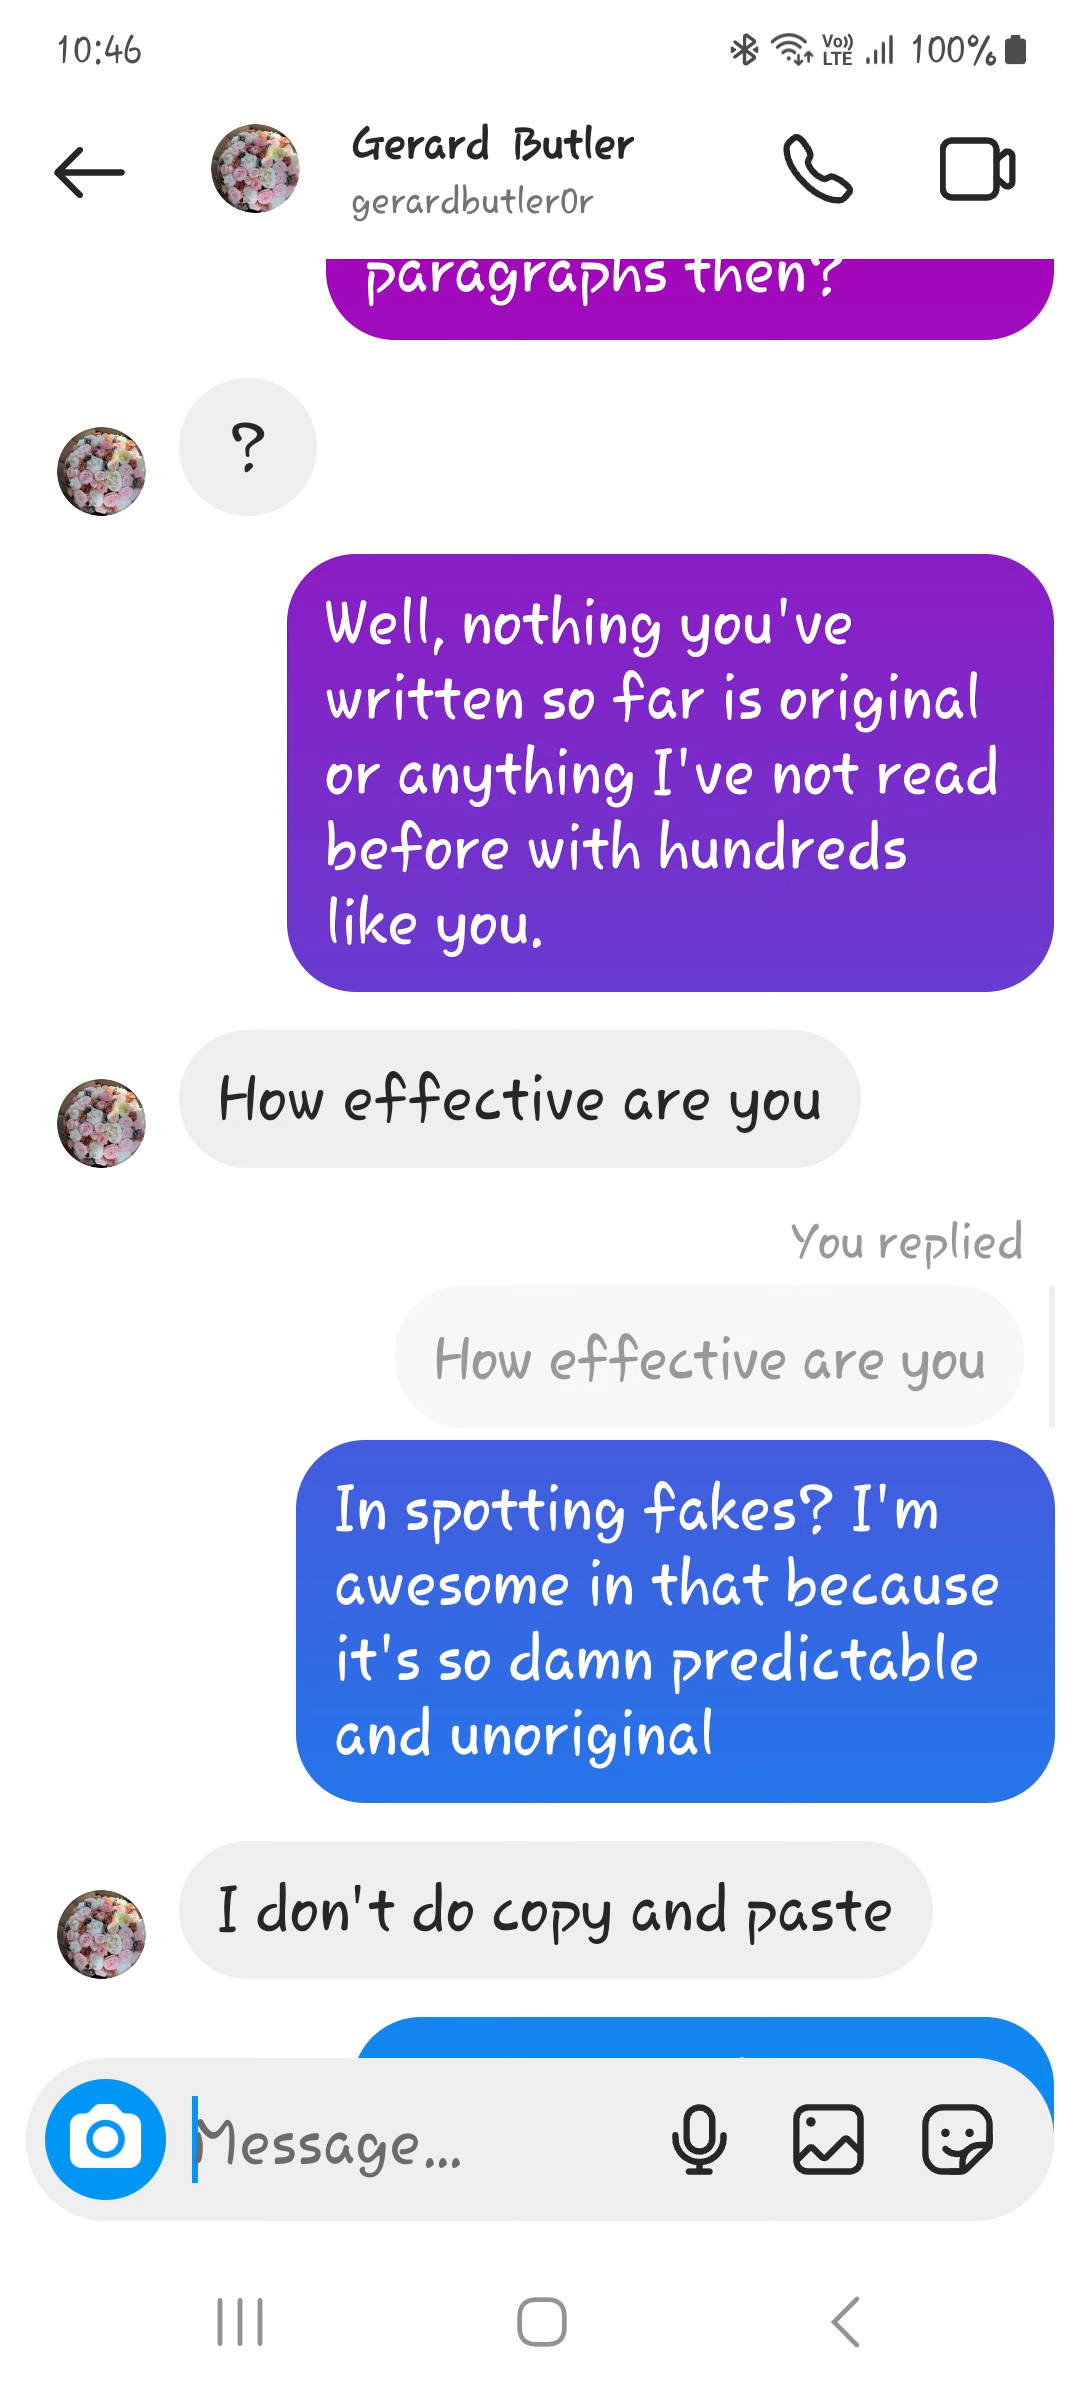 10:46
Vo))
LTE
100%
Gerard Butler
gerardbutler0r
paragraphs then?
?
Well, nothing you've
written so far is original
or anything I've not read
before with hundreds
like you.
How effective are you
You replied
How effective are you
In spotting fakes? I'm
awesome in that because
it's so damn predictable
and unoriginal
I don't do copy and paste
Message...